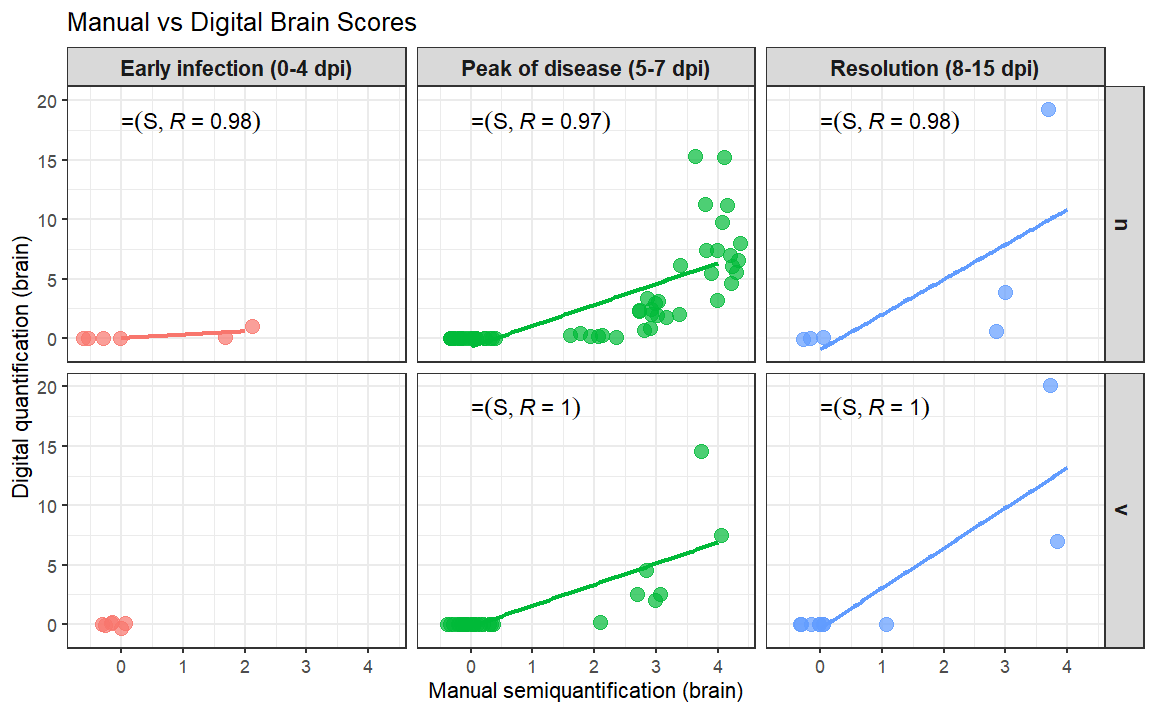 Manual vs Digital Brain Scores
Early infection (0-4 dpi)
Peak of disease (5-7 dpi)
Resolution (8-15 dpi)
=(S, R = 0.98)
=(S, R = 0.97)
=(S, R = 0.98)
n
20
15
10
5
0
=(S, R = 1)
=(S, R = 1)
v
20
15
10
5
0
Digital quantification (brain)
0 1 2 3 4
0 1 2 3 4
0 1 2 3 4
Manual semiquantification (brain)